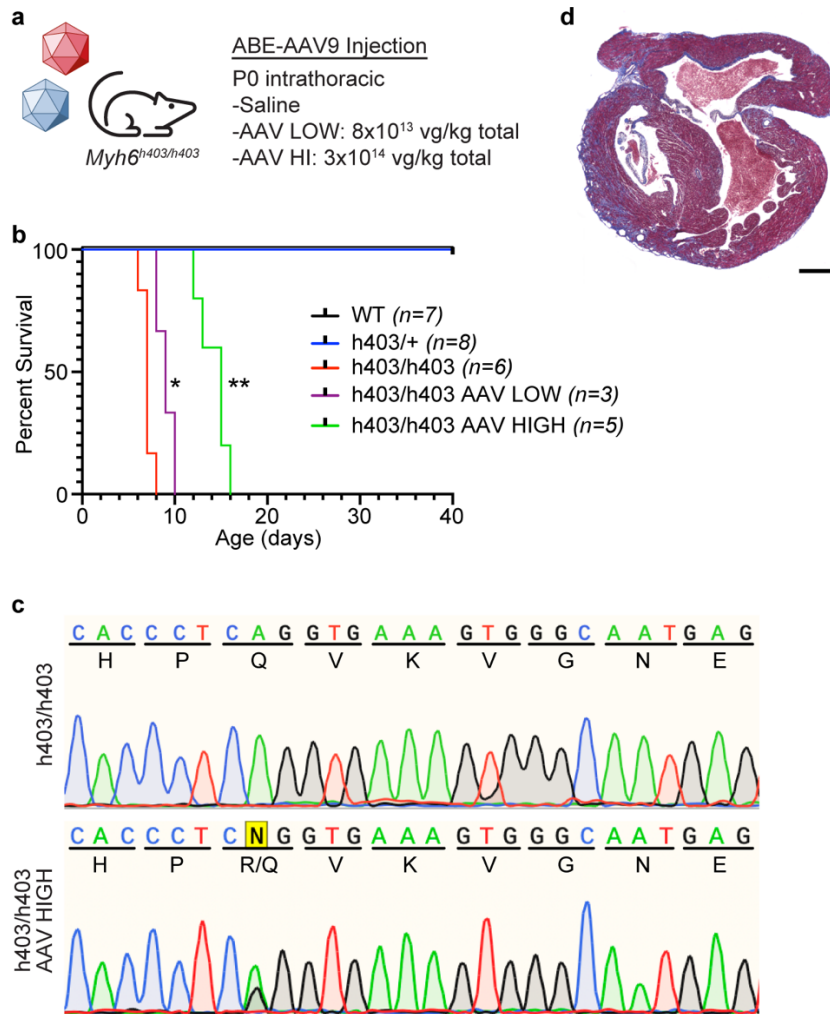 a
ABE-AAV9 Injection
P0 intrathoracic
-Saline
-AAV LOW: 8x10¹³ vg/kg total
-AAV HI: 3x10¹⁴ vg/kg total
Myh6ʰ⁴⁰³/ʰ⁴⁰³
d
b
Percent Survival
100
50
0
0 10 20 30 40
Age (days)
WT (n=7)
h403/+ (n=8)
h403/h403 (n=6)
h403/h403 AAV LOW (n=3)
h403/h403 AAV HIGH (n=5)
* **
c
h403/h403
C A C C C T C A G G T G A A A G T G G G C A A T G A G
H P Q V K V G N E
h403/h403
AAV HIGH
C A C C C T C N G G T G A A A G T G G G C A A T G A G
H P R/Q V K V G N E